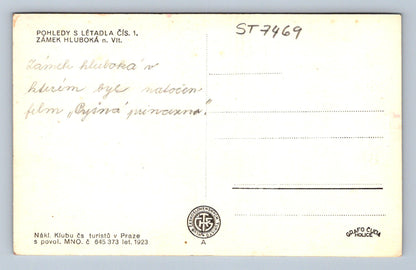 POHLEDY S LÉTADLA ČÍS. 1.
ZÁMEK HLUBOKÁ n. Vlt.
ST7469
Zámek hluboká v
kterém byl natočen
film „Pyšná princezna."
Nákl. Klubu čs. turistů v Praze
s povol. MNO. č 645.373 let. 1923
A
GRAFO ČUDA
HOLICE